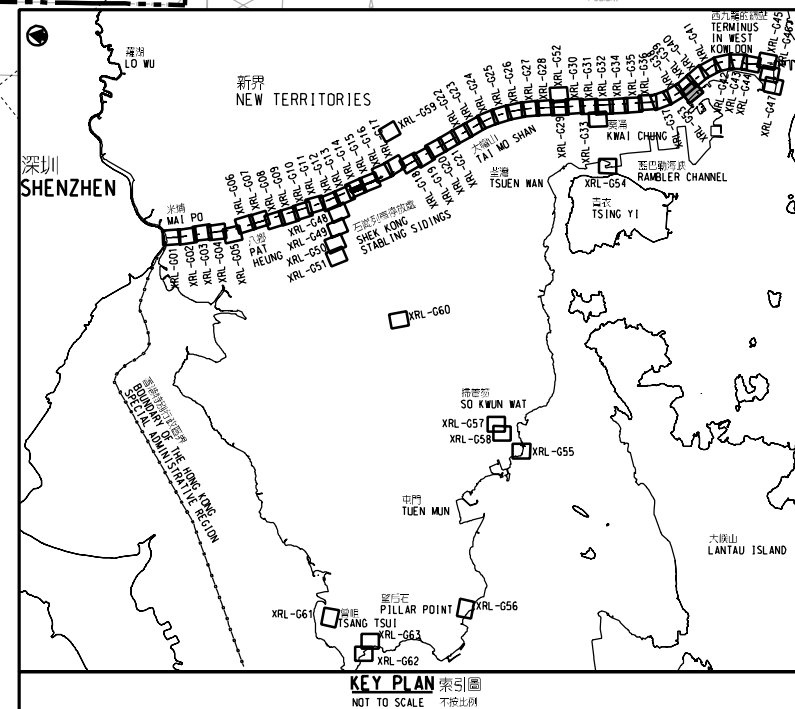 羅湖
LO WU
新界
NEW TERRITORIES
深圳
SHENZHEN
米埔
MAI PO
XRL-G01
XRL-G02
XRL-G03
XRL-G04
XRL-G05
XRL-G06
XRL-G07
XRL-G08
XRL-G09
XRL-G10
XRL-G11
XRL-G12
XRL-G13
XRL-G14
XRL-G15
XRL-G16
XRL-G17
XRL-G59
XRL-G18
XRL-G19
XRL-G20
XRL-G21
XRL-G22
XRL-G23
XRL-G24
XRL-G25
XRL-G26
XRL-G27
XRL-G28
XRL-G52
XRL-G29
XRL-G30
XRL-G31
XRL-G32
XRL-G33
XRL-G34
XRL-G35
XRL-G36
XRL-G39
XRL-G40
XRL-G41
XRL-G42
XRL-G43
XRL-G44
XRL-G45
XRL-G46
XRL-G47
TERMINUS
IN WEST
KOWLOON
八鄉
PAT
HEUNG
XRL-G48
XRL-G49
XRL-G50
XRL-G51
石崗列車停放處
SHEK KONG
STABLING SIDINGS
大帽山
TAI MO SHAN
荃灣
TSUEN WAN
葵涌
KWAI CHUNG
藍巴勒海峽
RAMBLER CHANNEL
XRL-G54
青衣
TSING YI
XRL-G60
香港特別行政區界
BOUNDARY OF THE HONG KONG
SPECIAL ADMINISTRATIVE REGION
掃管笏
SO KWUN WAT
XRL-G57
XRL-G58
XRL-G55
屯門
TUEN MUN
大嶼山
LANTAU ISLAND
望后石
PILLAR POINT
XRL-G56
XRL-G61
曾咀
TSANG TSUI
XRL-G63
XRL-G62
KEY PLAN 索引圖
NOT TO SCALE 不按比例